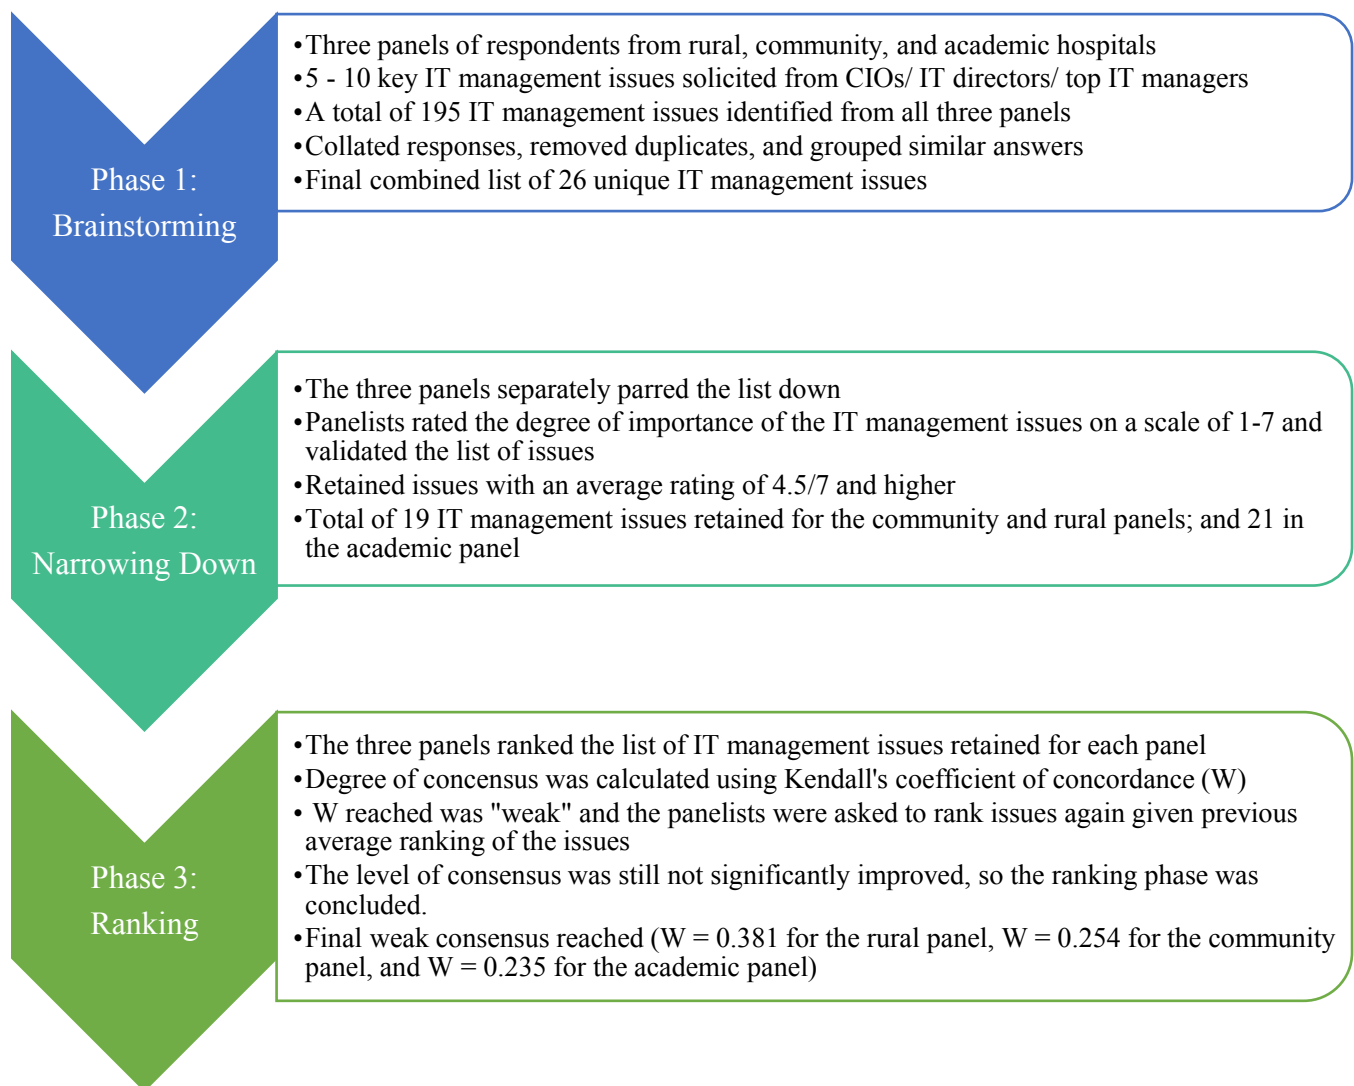 Phase 1:
Brainstorming
•Three panels of respondents from rural, community, and academic hospitals
•5 - 10 key IT management issues solicited from CIOs/ IT directors/ top IT managers
•A total of 195 IT management issues identified from all three panels
•Collated responses, removed duplicates, and grouped similar answers
•Final combined list of 26 unique IT management issues
Phase 2:
Narrowing Down
•The three panels separately parred the list down
•Panelists rated the degree of importance of the IT management issues on a scale of 1-7 and
validated the list of issues
•Retained issues with an average rating of 4.5/7 and higher
•Total of 19 IT management issues retained for the community and rural panels; and 21 in
the academic panel
Phase 3:
Ranking
•The three panels ranked the list of IT management issues retained for each panel
•Degree of concensus was calculated using Kendall's coefficient of concordance (W)
• W reached was "weak" and the panelists were asked to rank issues again given previous
average ranking of the issues
•The level of consensus was still not significantly improved, so the ranking phase was
concluded.
•Final weak consensus reached (W = 0.381 for the rural panel, W = 0.254 for the community
panel, and W = 0.235 for the academic panel)